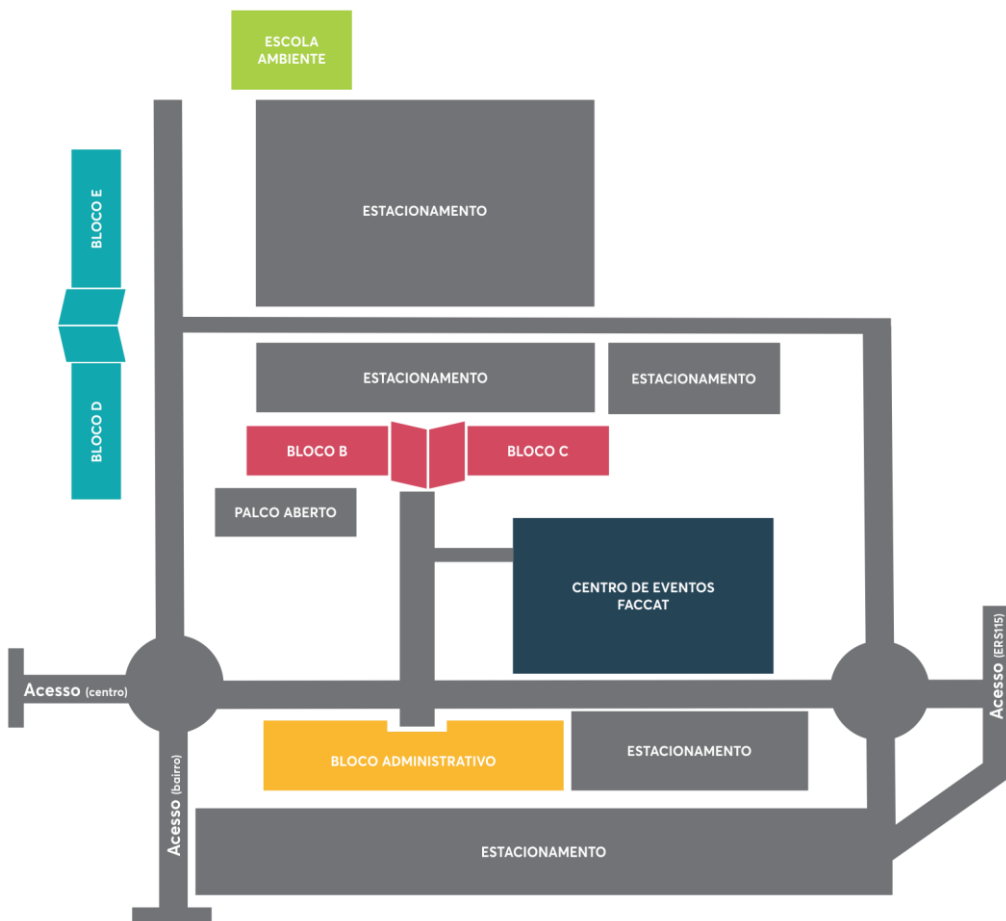 ESCOLA
AMBIENTE
ESTACIONAMENTO
BLOCO E
BLOCO D
ESTACIONAMENTO
ESTACIONAMENTO
BLOCO B
BLOCO C
PALCO ABERTO
CENTRO DE EVENTOS
FACCAT
Acesso (centro)
Acesso (ERS115)
Acesso (bairro)
BLOCO ADMINISTRATIVO
ESTACIONAMENTO
ESTACIONAMENTO